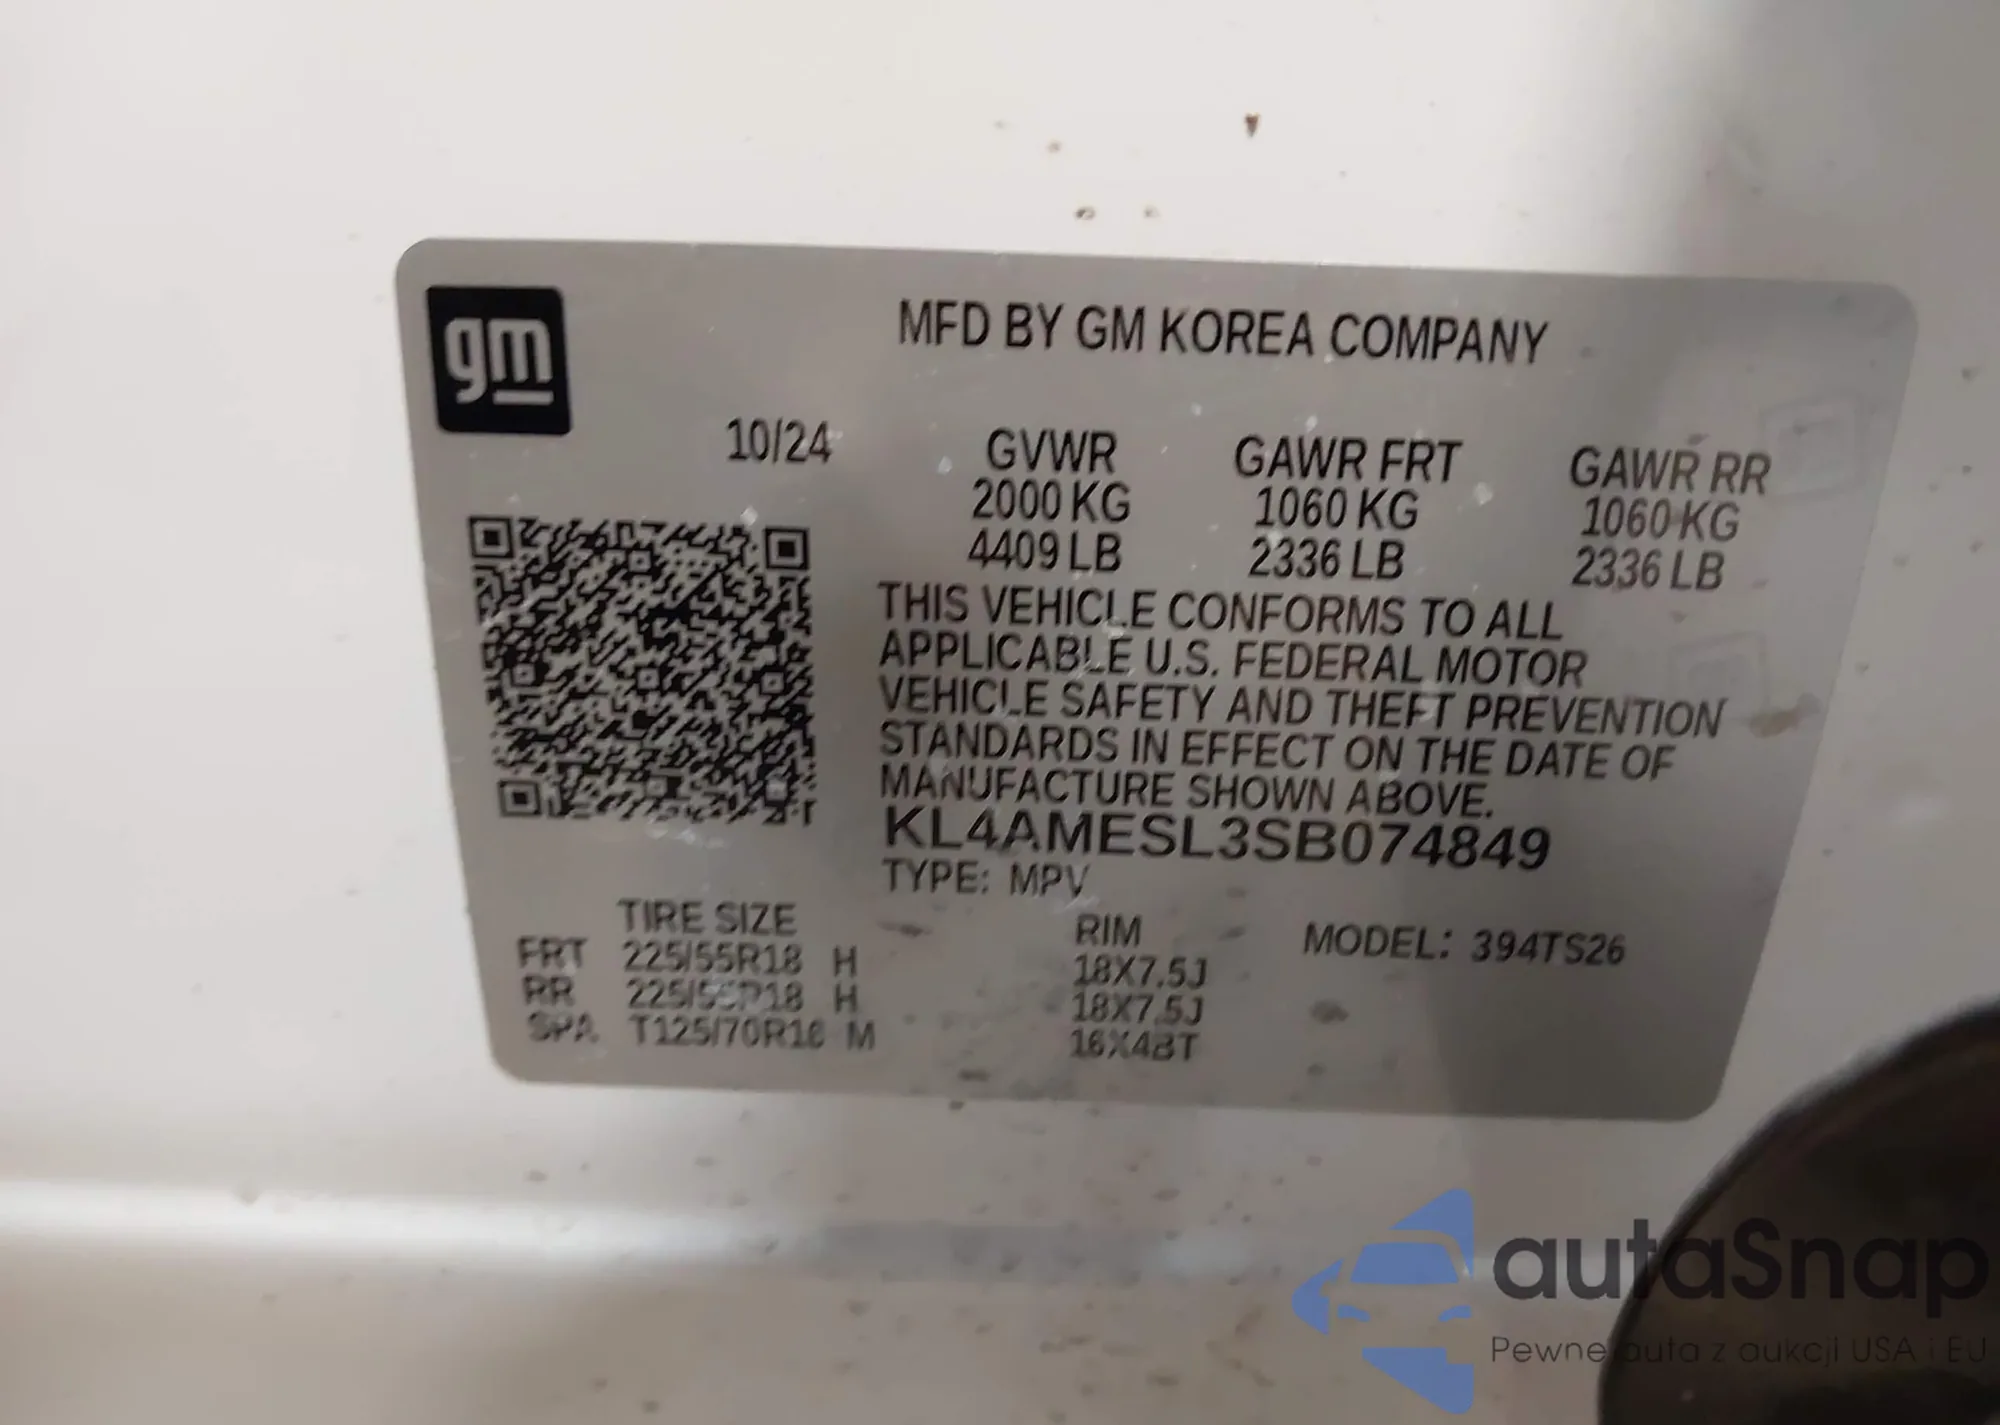 gm
MFD BY GM KOREA COMPANY
10/24
GVWR GAWR FRT GAWR RR
2000 KG 1060 KG 1060 KG
4409 LB 2336 LB 2336 LB
THIS VEHICLE CONFORMS TO ALL
APPLICABLE U.S. FEDERAL MOTOR
VEHICLE SAFETY AND THEFT PREVENTION
STANDARDS IN EFFECT ON THE DATE OF
MANUFACTURE SHOWN ABOVE.
KL4AMESL3SB074849
TYPE: MPV
TIRE SIZE RIM MODEL: 394TS26
FRT 225/55R18 H 18X7.5J
RR 225/55R18 H 18X7.5J
SPA T125/70R16 M 16X4BT
autaSnap
Pewne auta z aukcji USA i EU